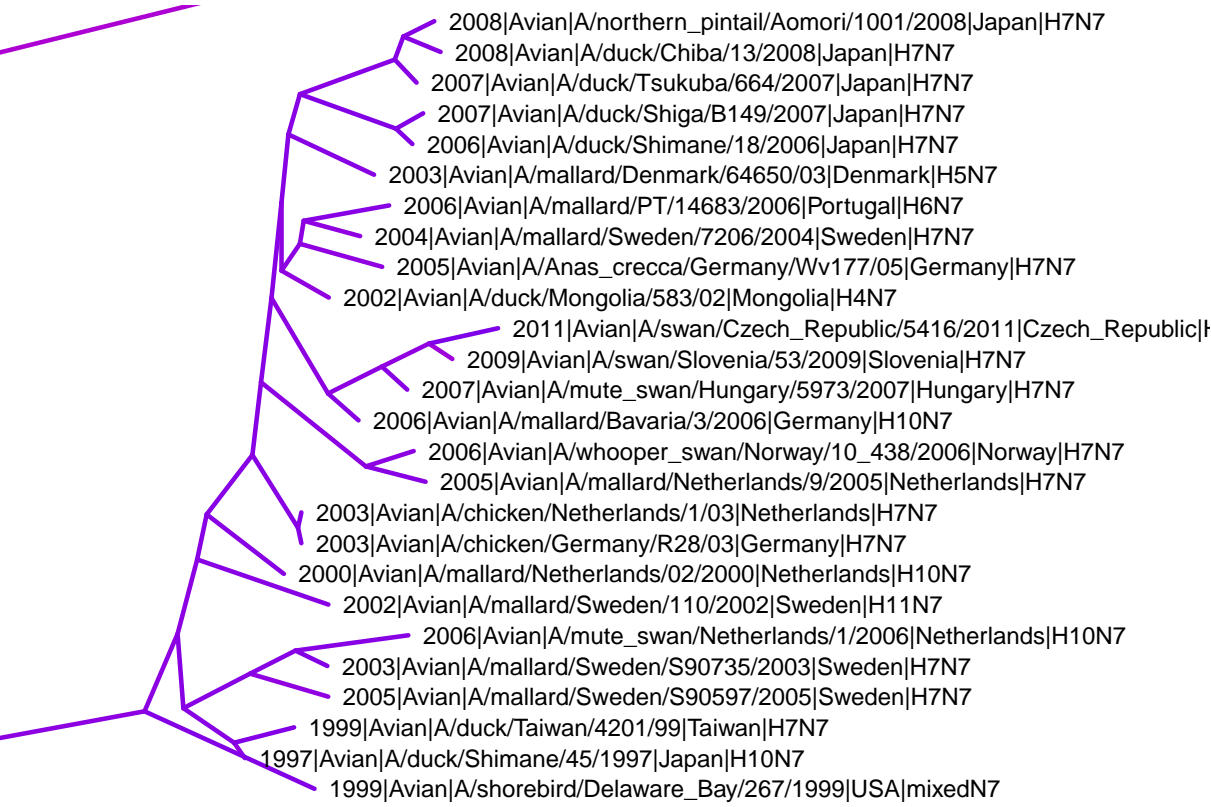 2008|Avian|A/northern_pintail/Aomori/1001/2008|Japan|H7N7
2008|Avian|A/duck/Chiba/13/2008|Japan|H7N7
2007|Avian|A/duck/Tsukuba/664/2007|Japan|H7N7
2007|Avian|A/duck/Shiga/B149/2007|Japan|H7N7
2006|Avian|A/duck/Shimane/18/2006|Japan|H7N7
2003|Avian|A/mallard/Denmark/64650/03|Denmark|H5N7
2006|Avian|A/mallard/PT/14683/2006|Portugal|H6N7
2004|Avian|A/mallard/Sweden/7206/2004|Sweden|H7N7
2005|Avian|A/Anas_crecca/Germany/Wv177/05|Germany|H7N7
2002|Avian|A/duck/Mongolia/583/02|Mongolia|H4N7
2011|Avian|A/swan/Czech_Republic/5416/2011|Czech_Republic|
2009|Avian|A/swan/Slovenia/53/2009|Slovenia|H7N7
2007|Avian|A/mute_swan/Hungary/5973/2007|Hungary|H7N7
2006|Avian|A/mallard/Bavaria/3/2006|Germany|H10N7
2006|Avian|A/whooper_swan/Norway/10_438/2006|Norway|H7N7
2005|Avian|A/mallard/Netherlands/9/2005|Netherlands|H7N7
2003|Avian|A/chicken/Netherlands/1/03|Netherlands|H7N7
2003|Avian|A/chicken/Germany/R28/03|Germany|H7N7
2000|Avian|A/mallard/Netherlands/02/2000|Netherlands|H10N7
2002|Avian|A/mallard/Sweden/110/2002|Sweden|H11N7
2006|Avian|A/mute_swan/Netherlands/1/2006|Netherlands|H10N7
2003|Avian|A/mallard/Sweden/S90735/2003|Sweden|H7N7
2005|Avian|A/mallard/Sweden/S90597/2005|Sweden|H7N7
1999|Avian|A/duck/Taiwan/4201/99|Taiwan|H7N7
1997|Avian|A/duck/Shimane/45/1997|Japan|H10N7
1999|Avian|A/shorebird/Delaware_Bay/267/1999|USA|mixedN7